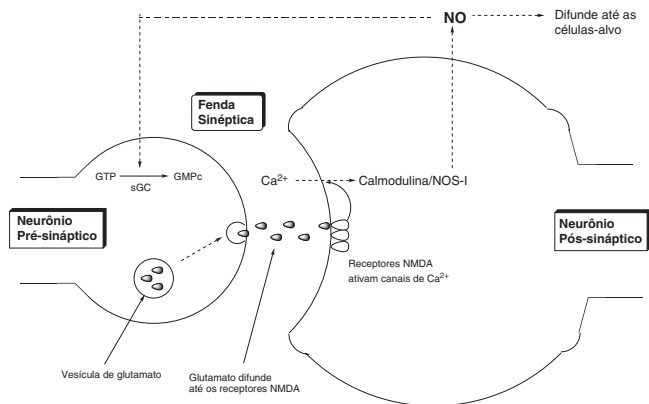 NO
Difunde até as
células-alvo
Fenda
Sinéptica
GTP
GMPc
sGC
Ca2+
Calmodulina/NOS-I
Neurônio
Pré-sináptico
Neurônio
Pós-sináptico
Receptores NMDA
ativam canais de Ca2+
Vesícula de glutamato
Glutamato difunde
até os receptores NMDA